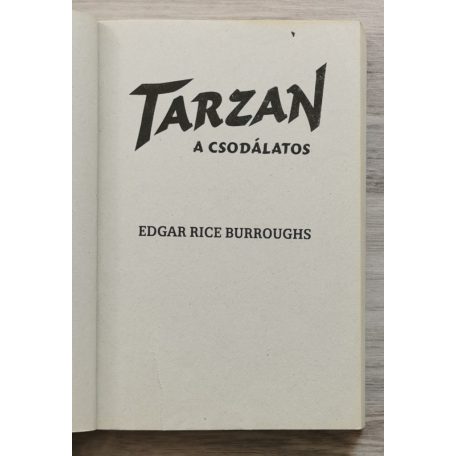 TARZAN
A CSODÁLATOS
EDGAR RICE BURROUGHS